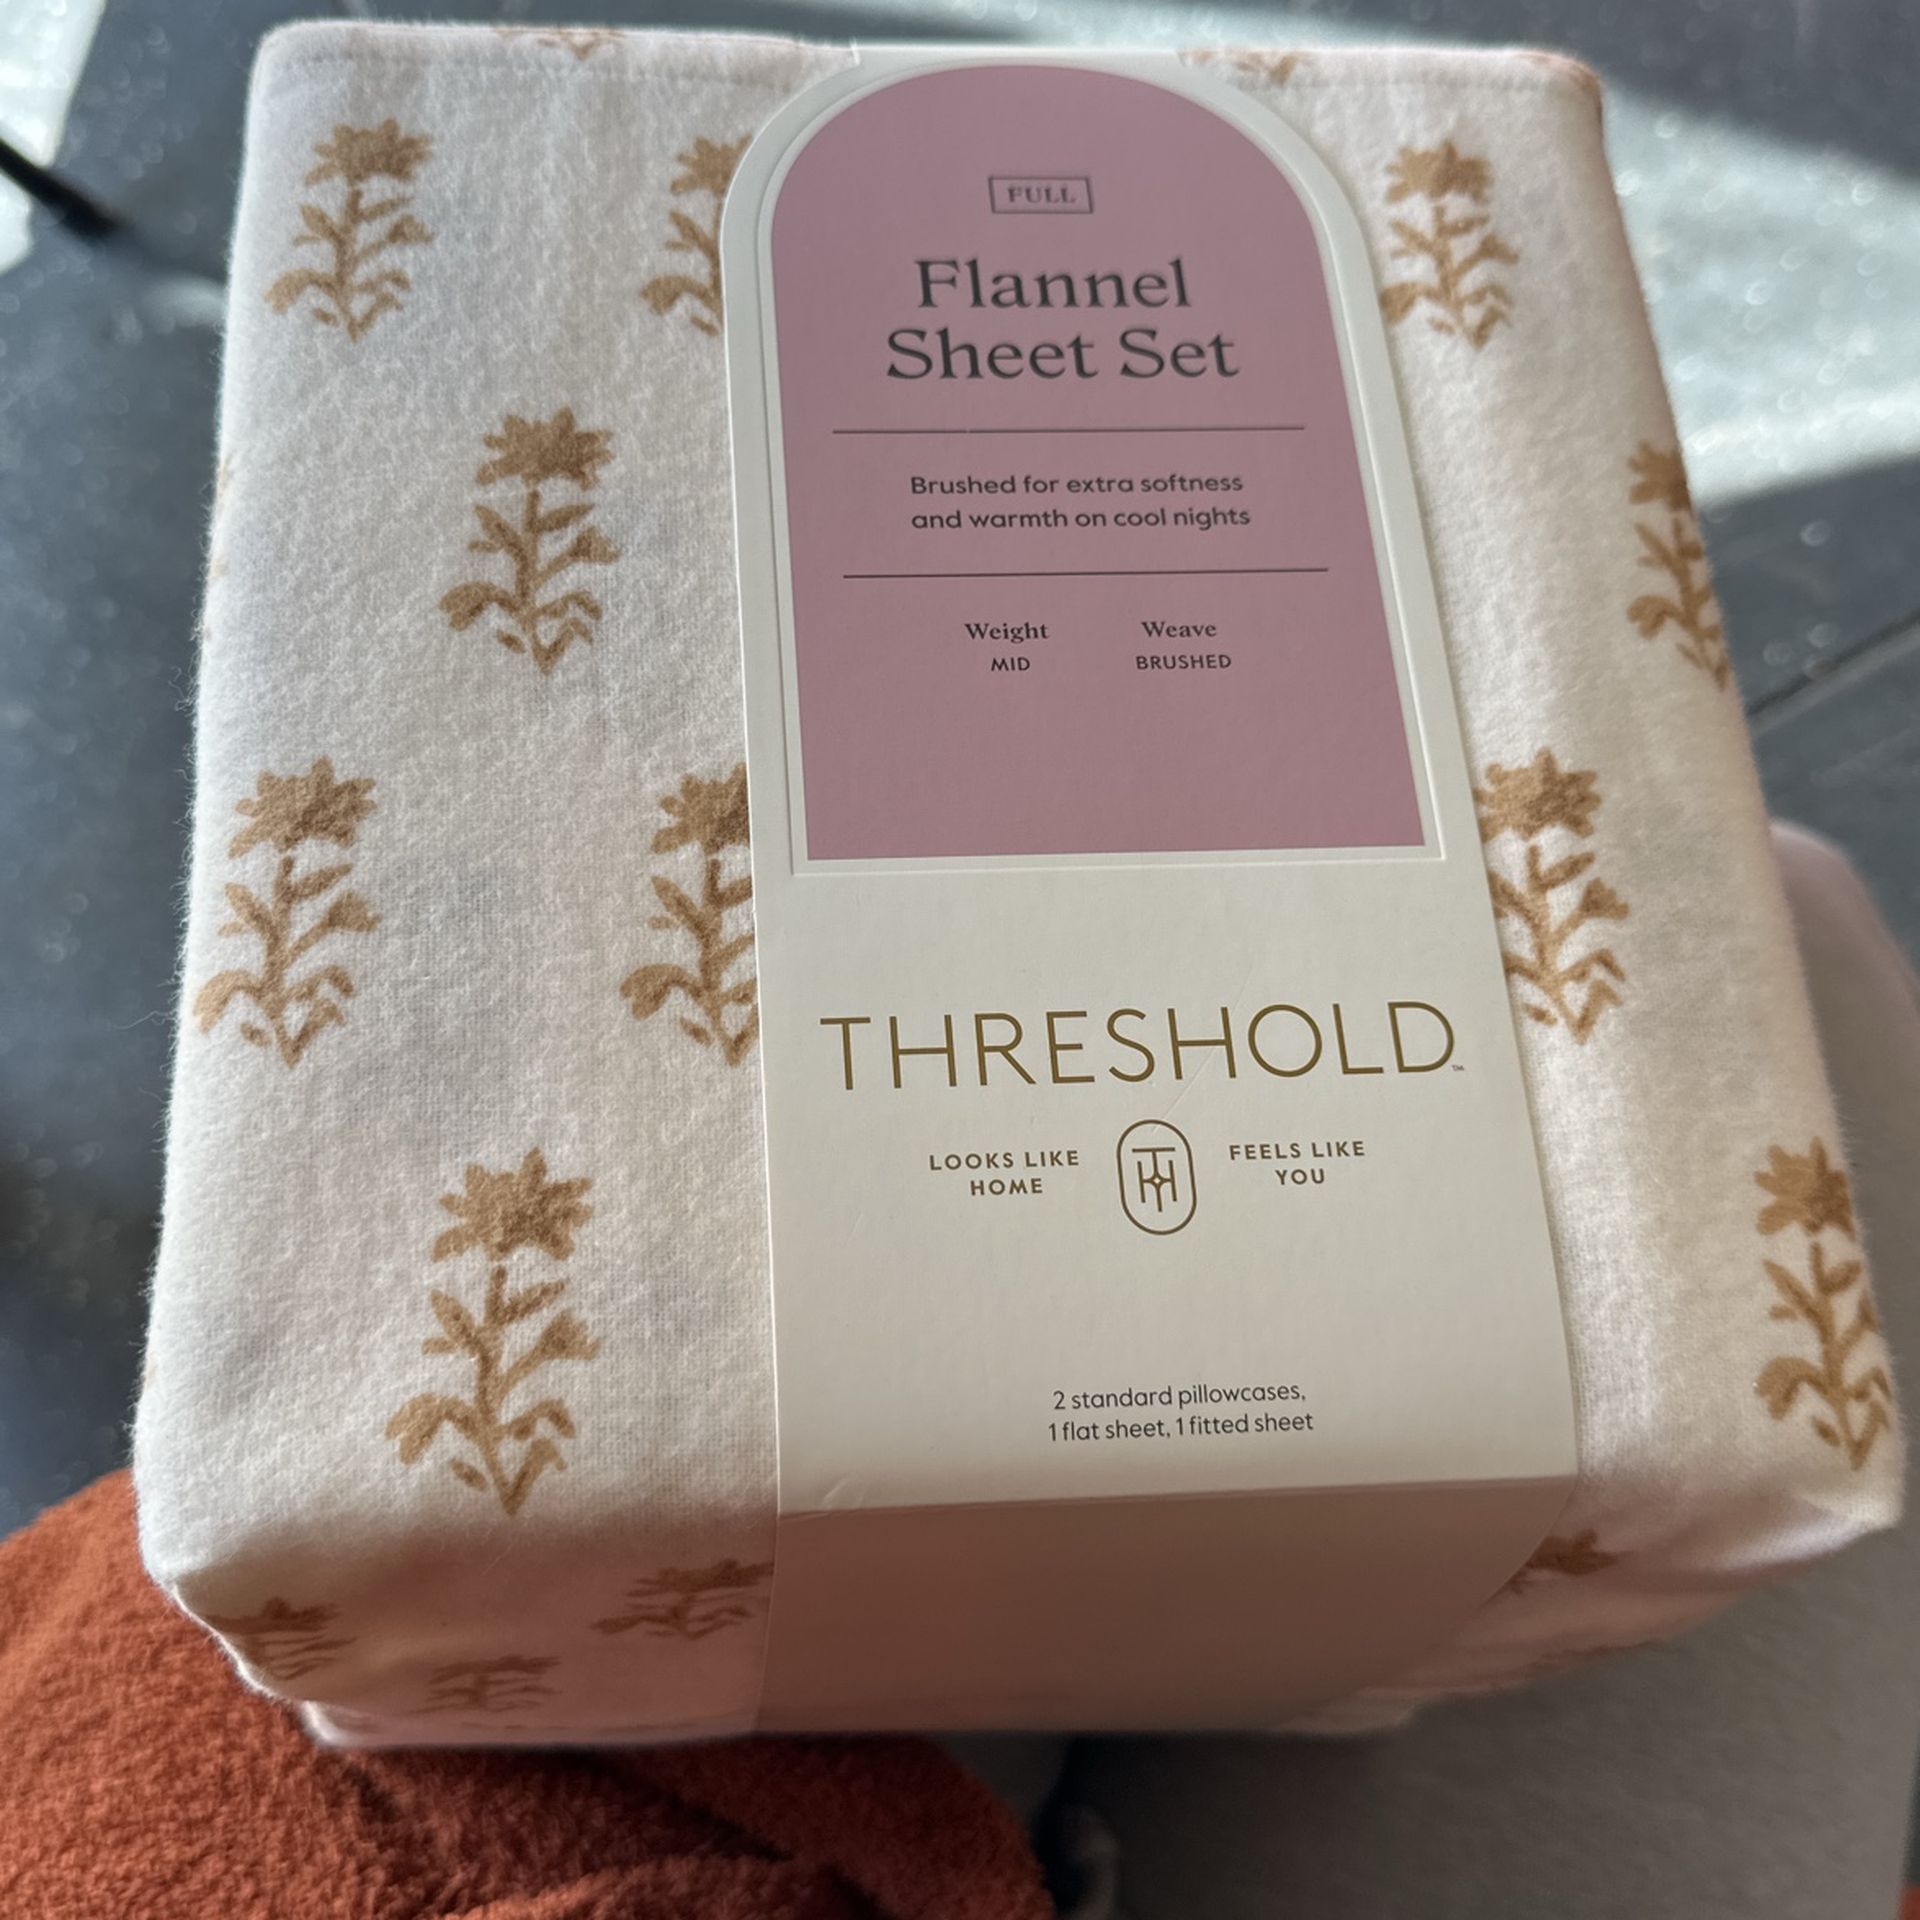 FULL
Flannel
Sheet Set
Brushed for extra softness
and warmth on cool nights
Weight Weave
MID BRUSHED
THRESHOLD™
LOOKS LIKE
HOME
FEELS LIKE
YOU
2 standard pillowcases,
1 flat sheet, 1 fitted sheet